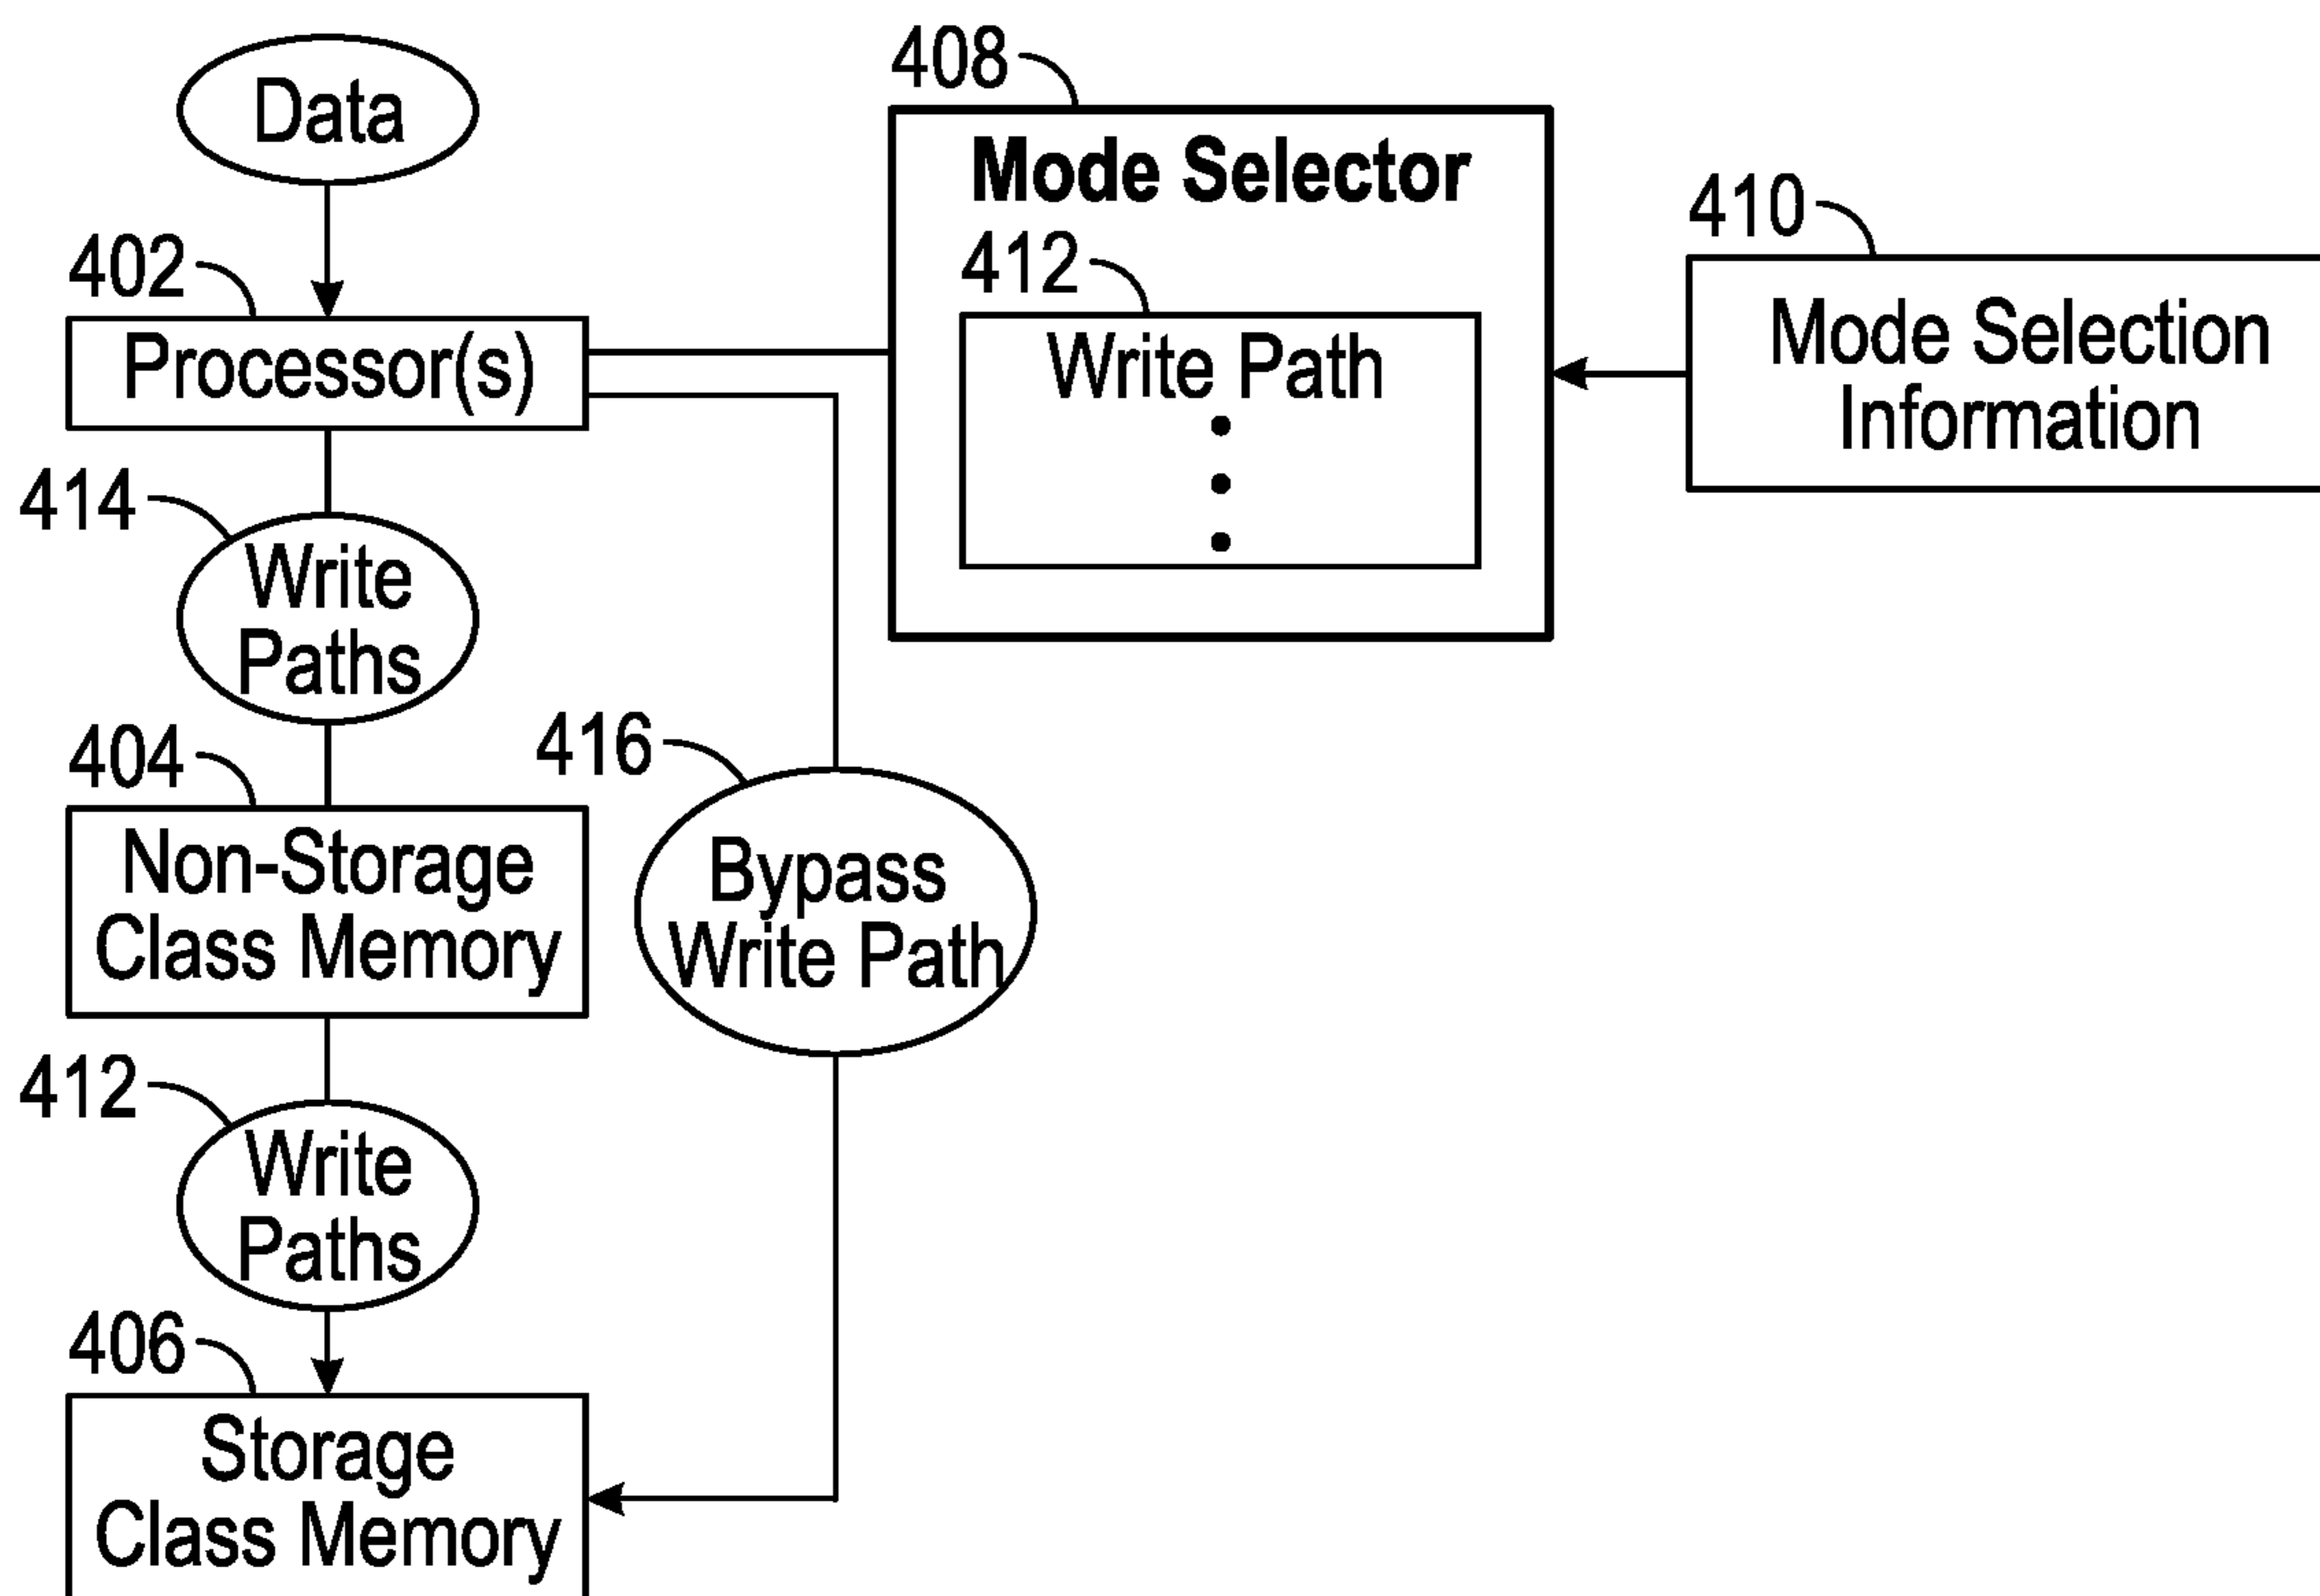 Data
408
Mode Selector
412
Write Path
410
Mode Selection
Information
402
Processor(s)
414
Write
Paths
404
Non-Storage
Class Memory
416
Bypass
Write Path
412
Write
Paths
406
Storage
Class Memory